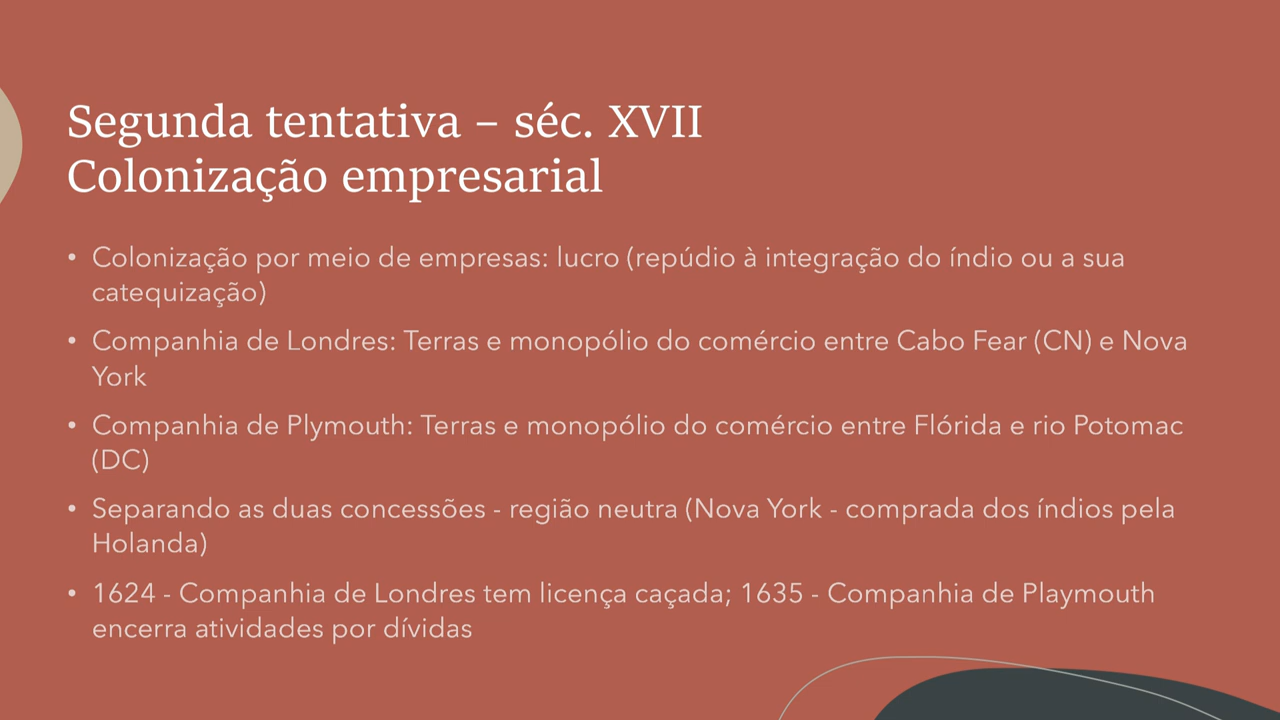 Segunda tentativa – séc. XVII
Colonização empresarial
• Colonização por meio de empresas: lucro (repúdio à integração do índio ou a sua
catequização)
• Companhia de Londres: Terras e monopólio do comércio entre Cabo Fear (CN) e Nova
York
• Companhia de Plymouth: Terras e monopólio do comércio entre Flórida e rio Potomac
(DC)
• Separando as duas concessões - região neutra (Nova York - comprada dos índios pela
Holanda)
• 1624 - Companhia de Londres tem licença caçada; 1635 - Companhia de Playmouth
encerra atividades por dívidas